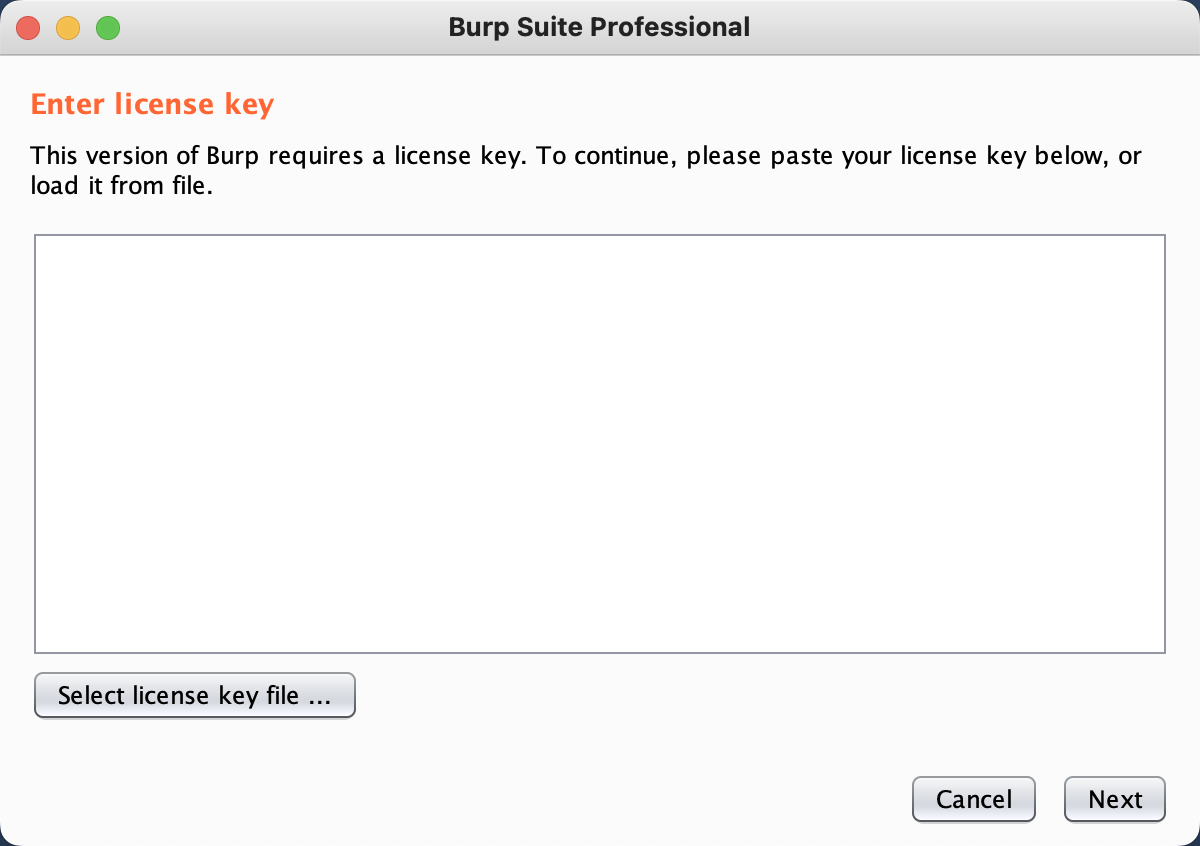 Burp Suite Professional
Enter license key
This version of Burp requires a license key. To continue, please paste your license key below, or
load it from file.
Select license key file ...
Cancel
Next